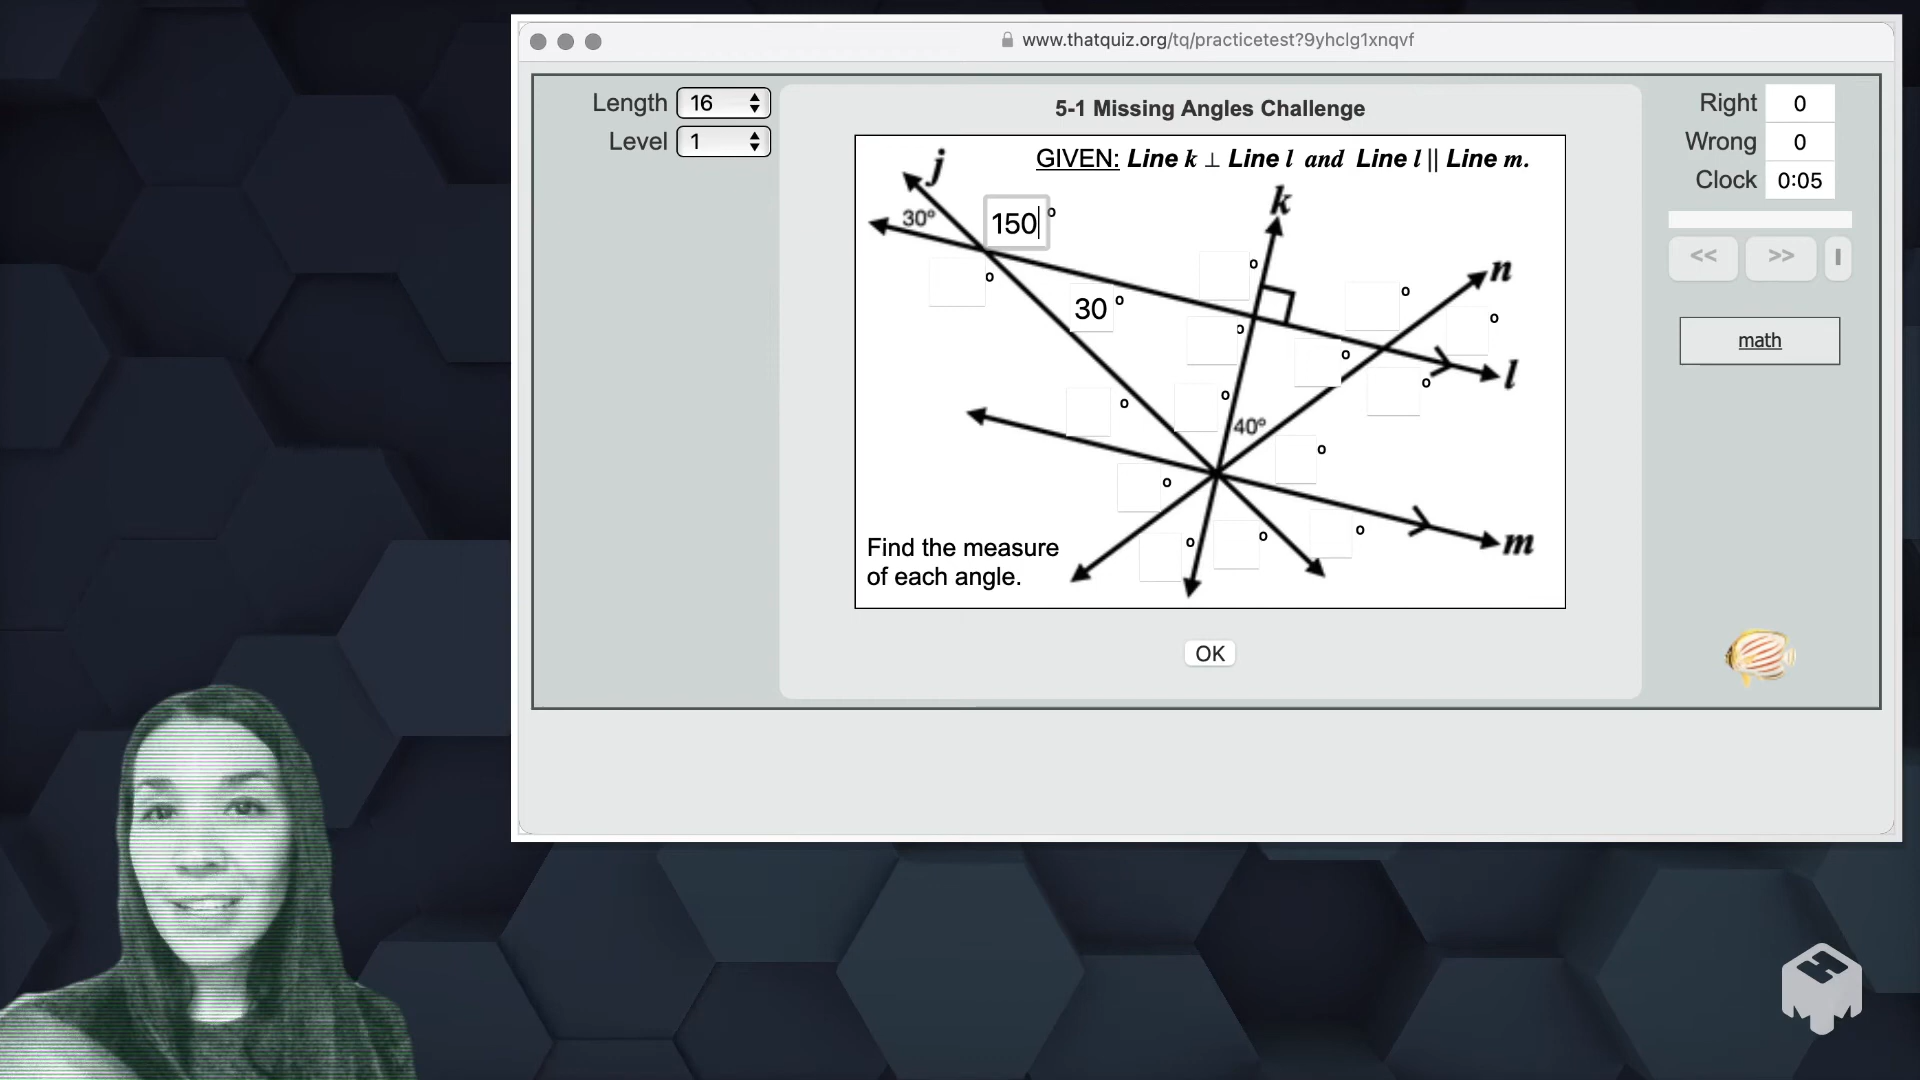 www.thatquiz.org/tq/practicetest?9yhclg1xnqvf
Length 16
Level 1
5-1 Missing Angles Challenge
Right 0
Wrong 0
Clock 0:05
<< >> I
math
GIVEN: Line k ⊥ Line l and Line l || Line m.
j
30°
150°
k
n
°
°
°
30°
°
°
°
°
l
°
°
°
40°
°
°
°
°
°
°
m
Find the measure
of each angle.
OK